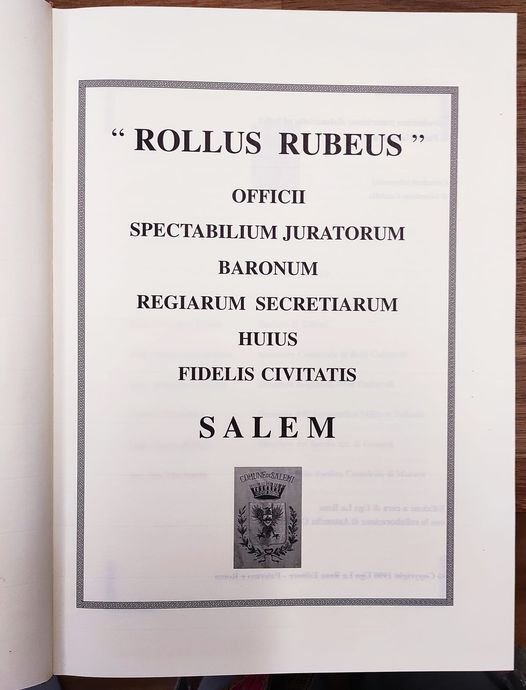 “ ROLLUS RUBEUS ”
OFFICII
SPECTABILIUM JURATORUM
BARONUM
REGIARUM SECRETIARUM
HUIUS
FIDELIS CIVITATIS
SALEM
COMUNE DI SALEMI